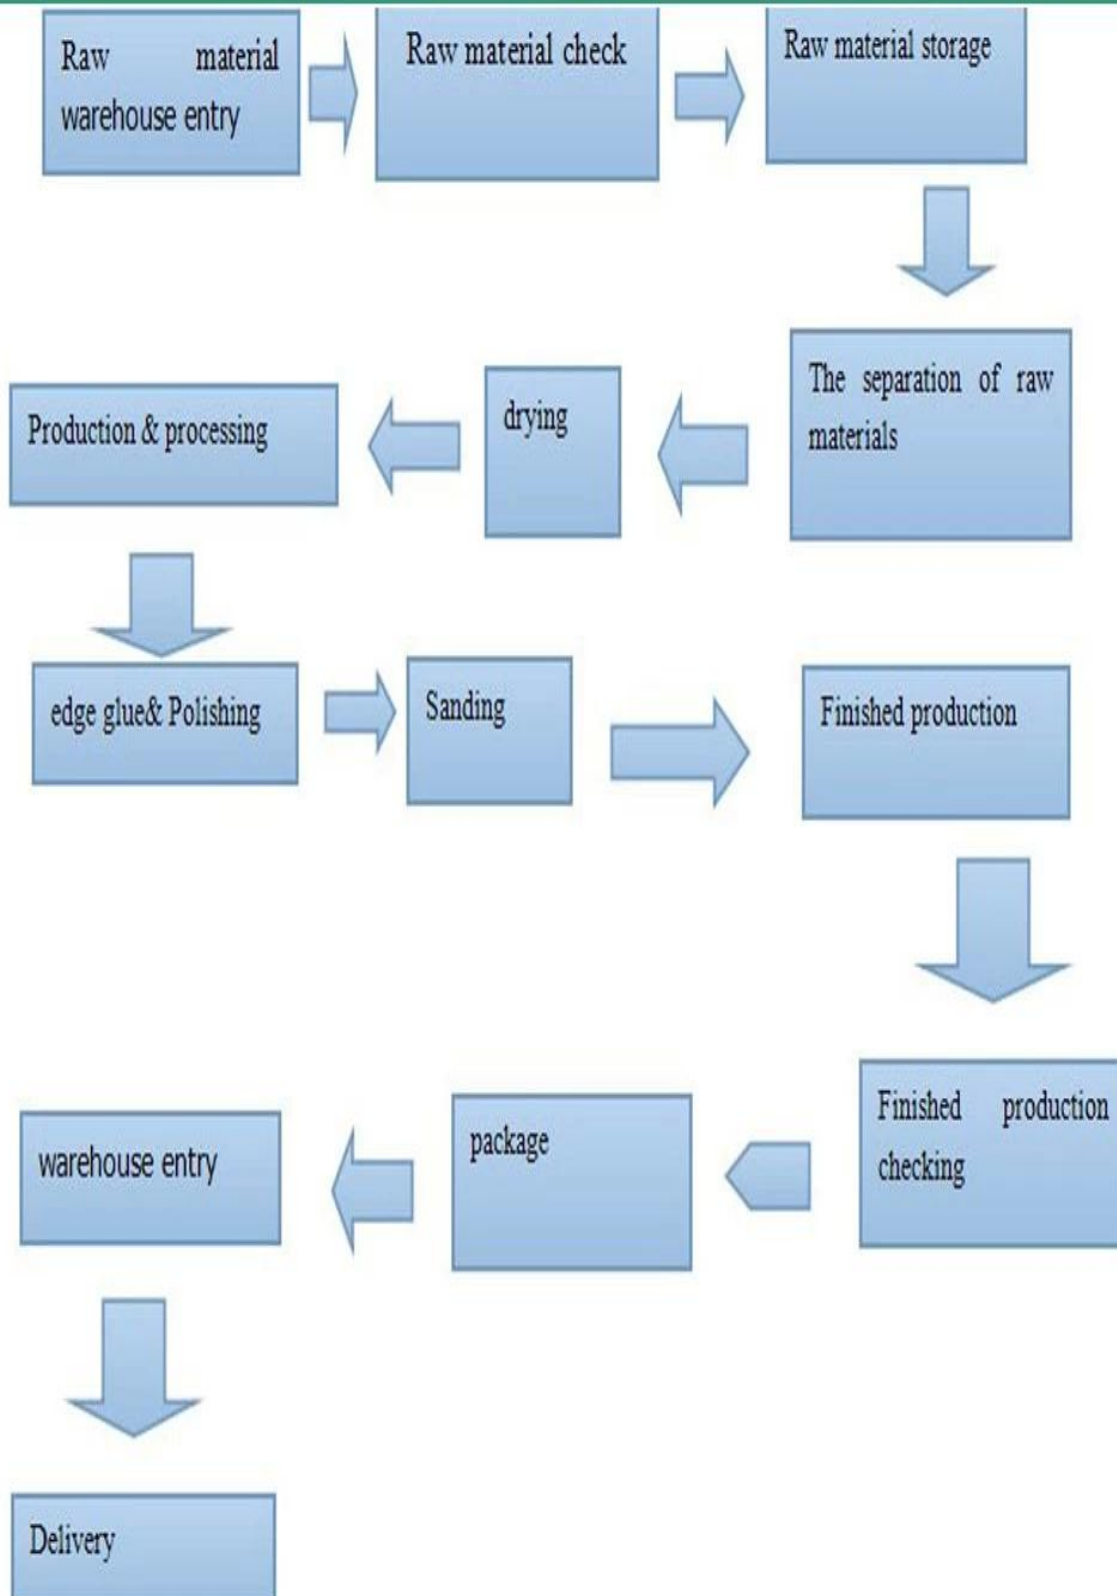 Raw material
warehouse entry
Raw material check
Raw material storage
The separation of raw
materials
drying
Production & processing
edge glue& Polishing
Sanding
Finished production
Finished production
checking
package
warehouse entry
Delivery